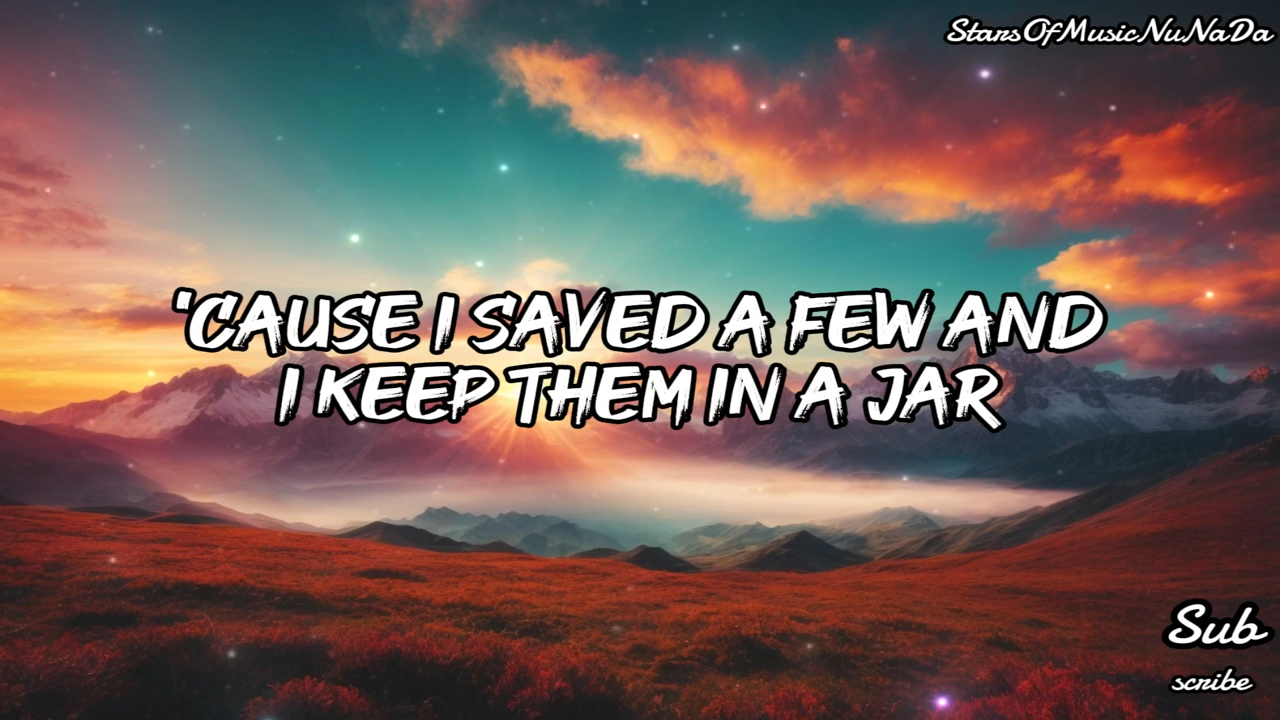 StarsOfMusicNuNaDa
'CAUSE I SAVED A FEW AND
I KEEP THEM IN A JAR
Sub
scribe